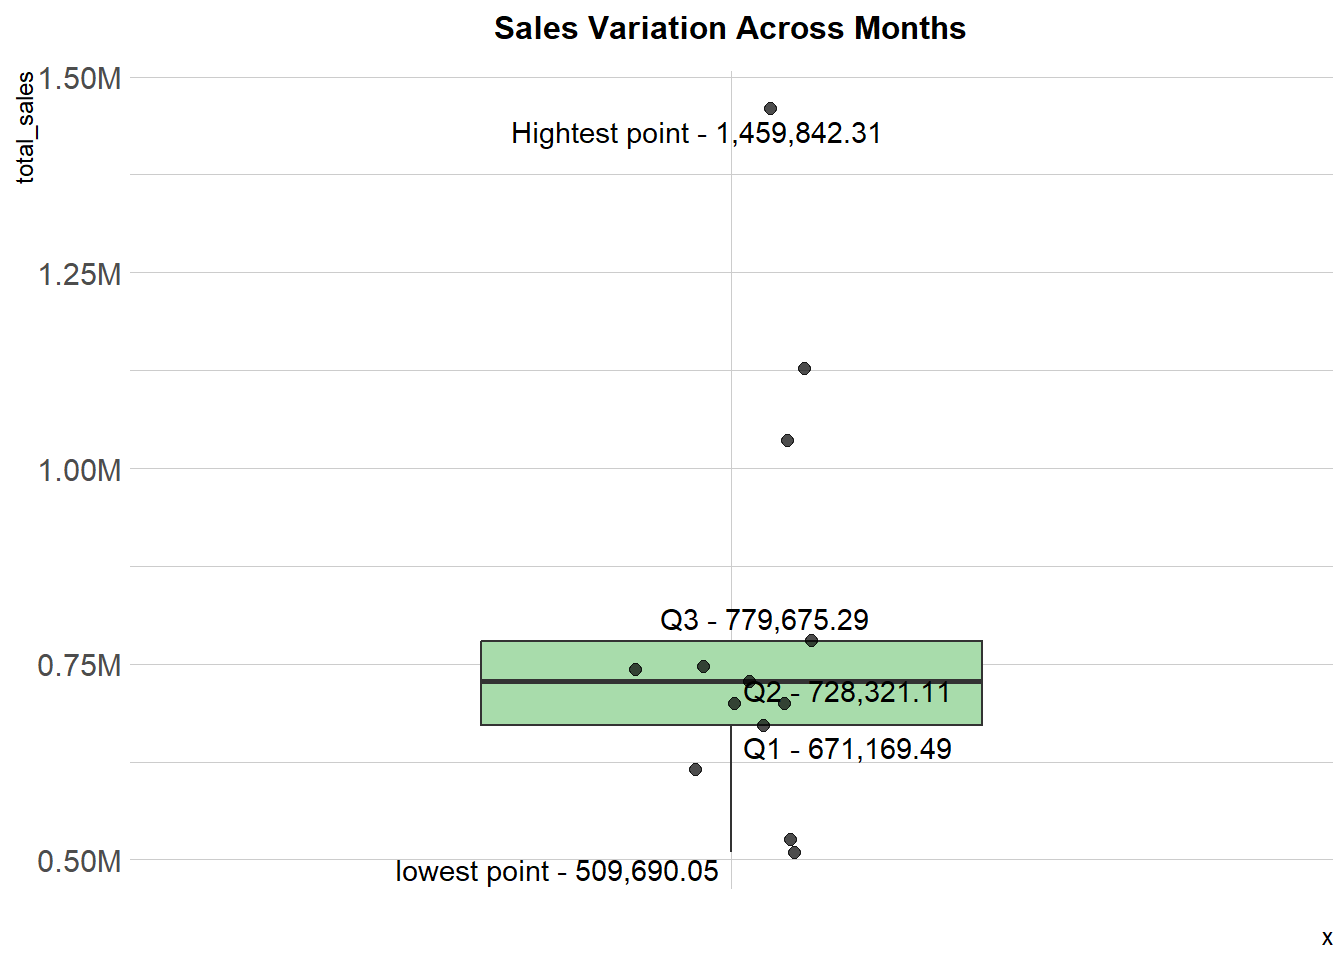 Sales Variation Across Months
total_sales
1.50M
Hightest point - 1,459,842.31
1.25M
1.00M
Q3 - 779,675.29
0.75M
Q2 - 728,321.11
Q1 - 671,169.49
0.50M
lowest point - 509,690.05
x